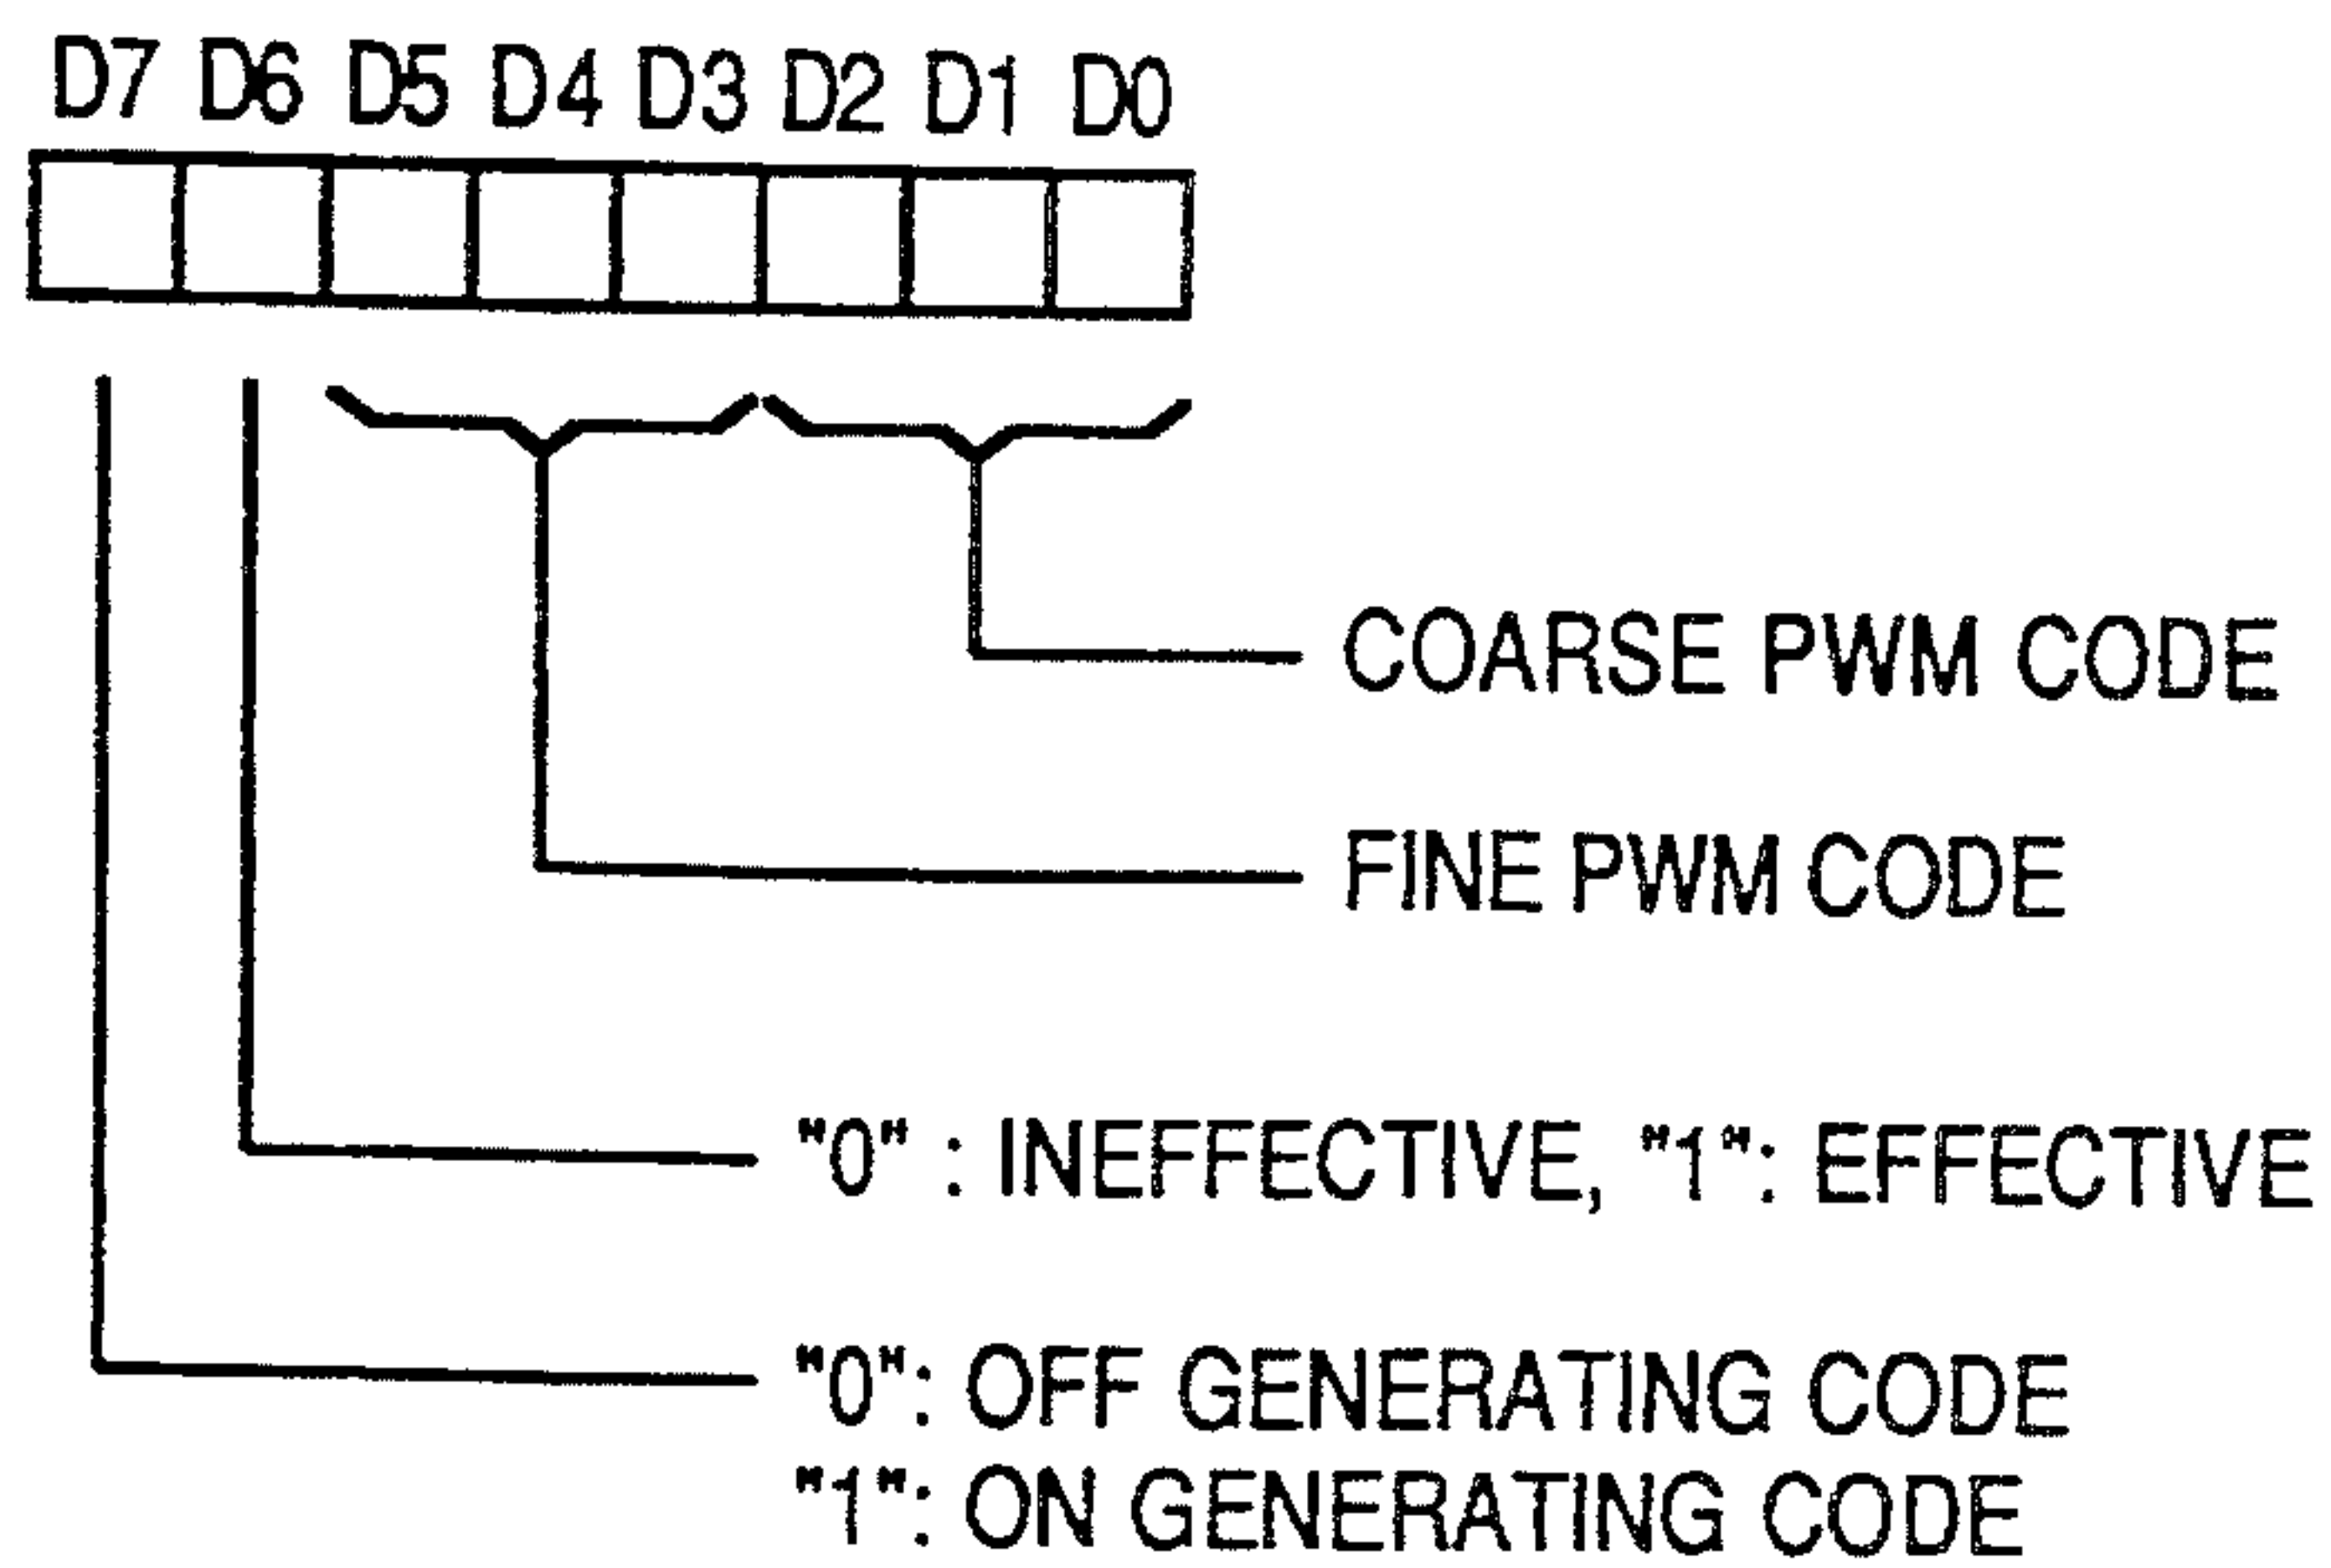 D7 D6 D5 D4 D3 D2 D1 D0
COARSE PWM CODE
FINE PWM CODE
"0" : INEFFECTIVE, "1": EFFECTIVE
"0": OFF GENERATING CODE
"1": ON GENERATING CODE